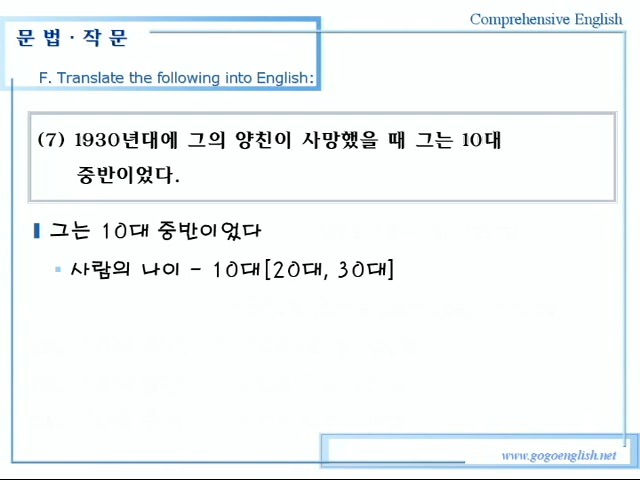 Comprehensive English
문법·작문
F. Translate the following into English:
(7) 1930년대에 그의 양친이 사망했을 때 그는 10대
중반이었다.
그는 10대 중반이었다
사람의 나이 - 10대[20대, 30대]
www.gogoenglish.net